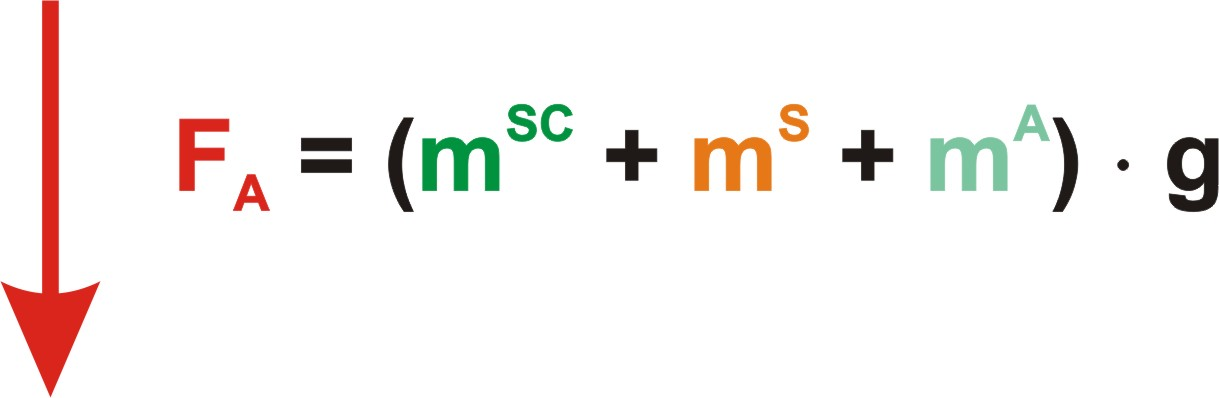 F_A = (m^SC + m^S + m^A) · g